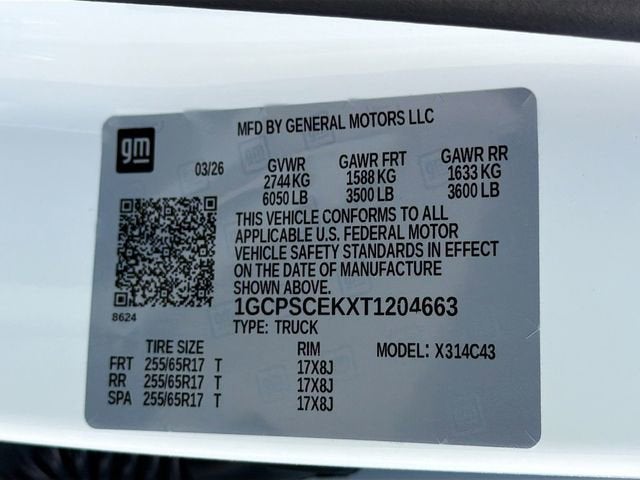 gm
MFD BY GENERAL MOTORS LLC
03/26
GVWR GAWR FRT GAWR RR
2744 KG 1588 KG 1633 KG
6050 LB 3500 LB 3600 LB
THIS VEHICLE CONFORMS TO ALL
APPLICABLE U.S. FEDERAL MOTOR
VEHICLE SAFETY STANDARDS IN EFFECT
ON THE DATE OF MANUFACTURE
SHOWN ABOVE.
8624
1GCPSCEKXT1204663
TYPE: TRUCK
TIRE SIZE RIM MODEL: X314C43
FRT 255/65R17 T 17X8J
RR 255/65R17 T 17X8J
SPA 255/65R17 T 17X8J